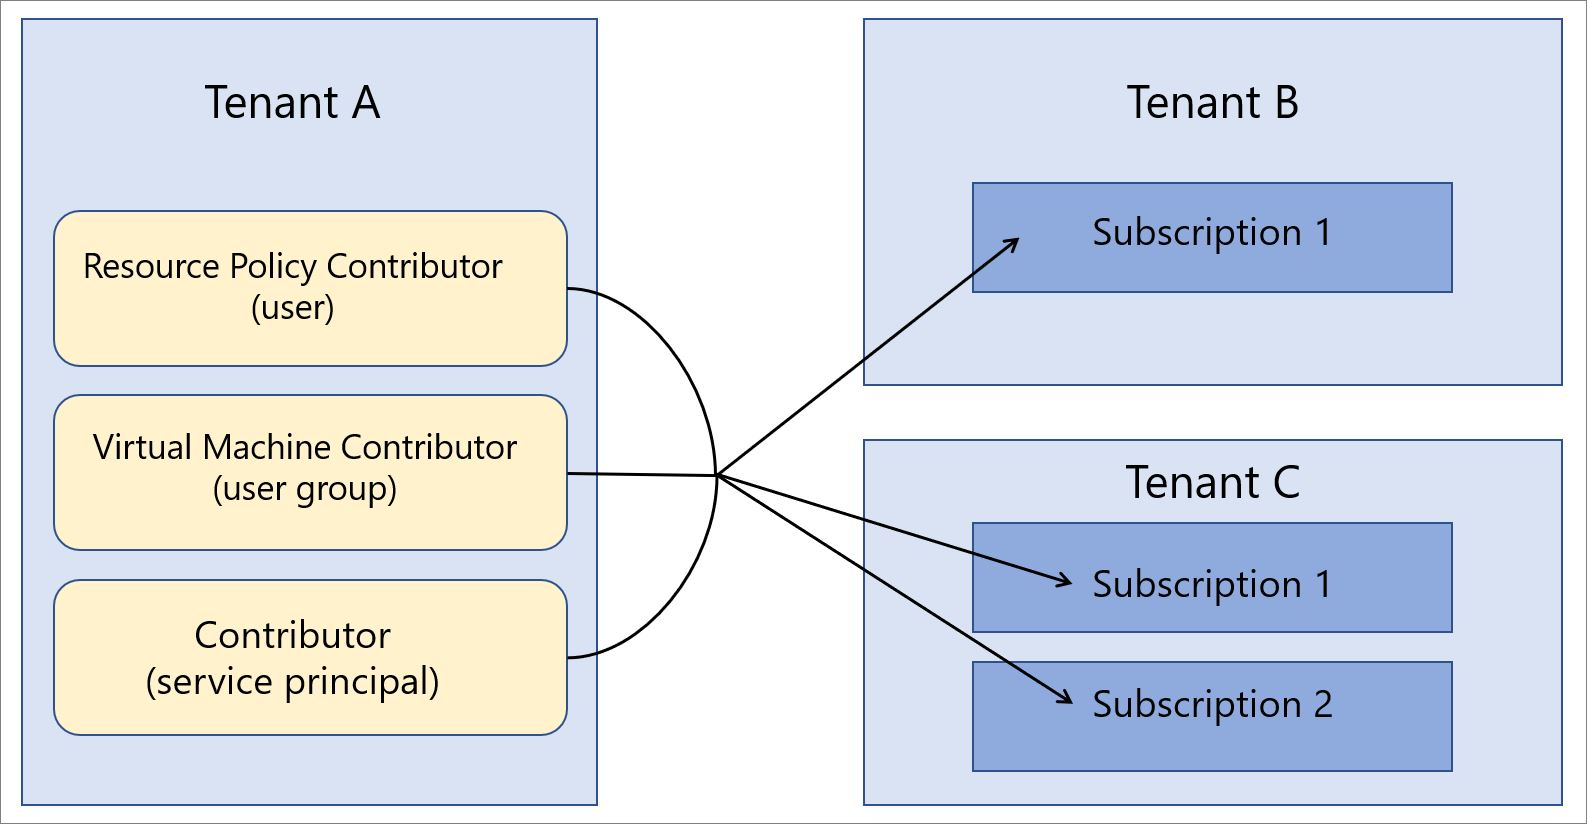 Tenant A
Resource Policy Contributor
(user)
Virtual Machine Contributor
(user group)
Contributor
(service principal)
Tenant B
Subscription 1
Tenant C
Subscription 1
Subscription 2